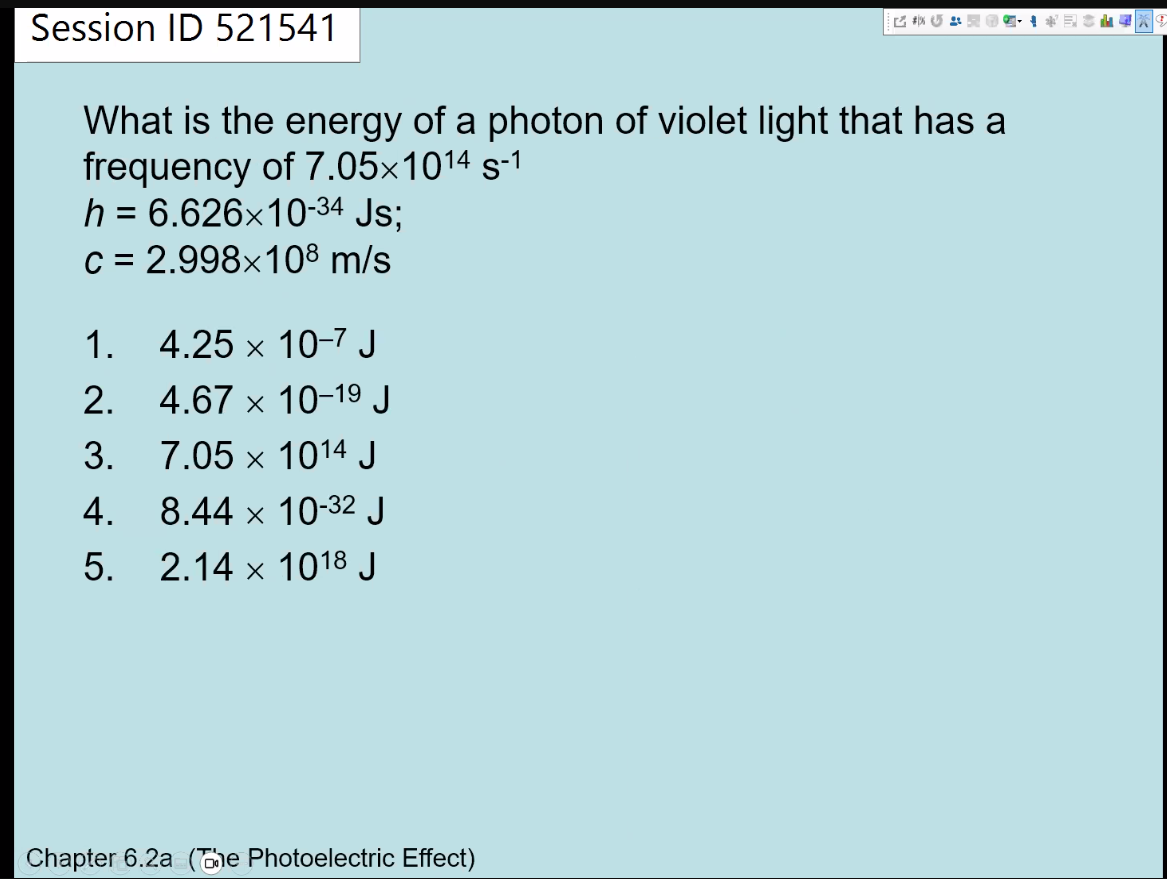 Session ID 521541
What is the energy of a photon of violet light that has a
frequency of 7.05×10¹⁴ s⁻¹
h = 6.626×10⁻³⁴ Js;
c = 2.998×10⁸ m/s
1. 4.25 × 10⁻⁷ J
2. 4.67 × 10⁻¹⁹ J
3. 7.05 × 10¹⁴ J
4. 8.44 × 10⁻³² J
5. 2.14 × 10¹⁸ J
Chapter 6.2a (The Photoelectric Effect)